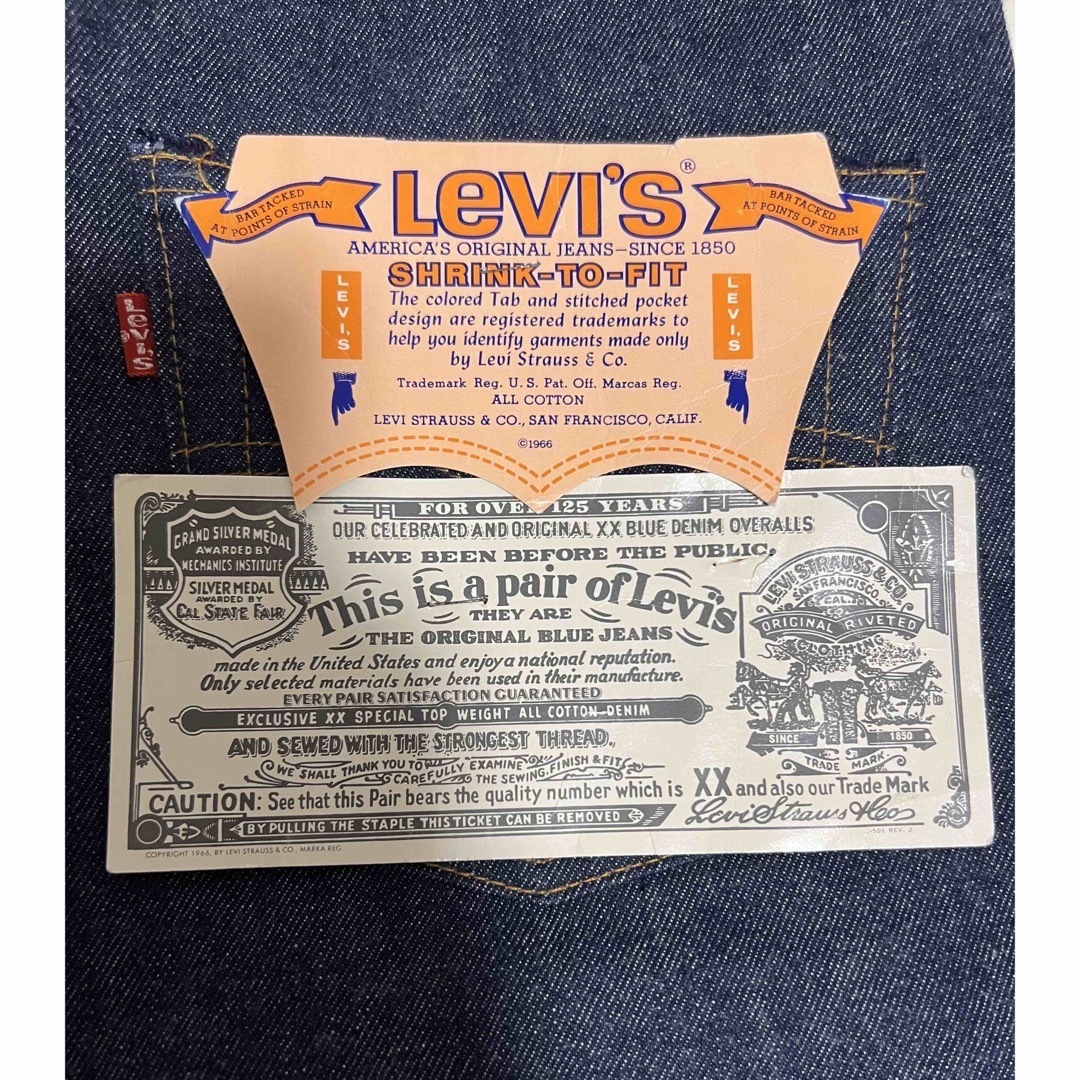 LEVI'S®
BAR TACKED
AT POINTS OF STRAIN
BAR TACKED
AT POINTS OF STRAIN
AMERICA'S ORIGINAL JEANS—SINCE 1850
SHRINK-TO-FIT
LEVI'S
The colored Tab and stitched pocket
design are registered trademarks to
help you identify garments made only
by Levi Strauss & Co.
LEVI'S
LEVI'S
Trademark Reg. U. S. Pat. Off. Marcas Reg.
ALL COTTON
LEVI STRAUSS & CO., SAN FRANCISCO, CALIF.
©1966
FOR OVER 125 YEARS
OUR CELEBRATED AND ORIGINAL XX BLUE DENIM OVERALLS
HAVE BEEN BEFORE THE PUBLIC.
This is a pair of Levi's
THEY ARE
THE ORIGINAL BLUE JEANS
made in the United States and enjoy a national reputation.
Only selected materials have been used in their manufacture.
EVERY PAIR SATISFACTION GUARANTEED
EXCLUSIVE XX SPECIAL TOP WEIGHT ALL COTTON DENIM
AND SEWED WITH THE STRONGEST THREAD.
WE SHALL THANK YOU TO CAREFULLY EXAMINE THE SEWING, FINISH & FIT
GRAND SILVER MEDAL
AWARDED BY
MECHANICS INSTITUTE
SILVER MEDAL
AWARDED BY
CAL. STATE FAIR
LEVI STRAUSS & CO.
SAN FRANCISCO.
CAL.
ORIGINAL RIVETED
CLOTHING
SINCE 1850
TRADE MARK
CAUTION: See that this Pair bears the quality number which is XX and also our Trade Mark
Levi Strauss & Co
BY PULLING THE STAPLE THIS TICKET CAN BE REMOVED
-501 REV. 2
COPYRIGHT 1966, BY LEVI STRAUSS & CO., MARKA REG